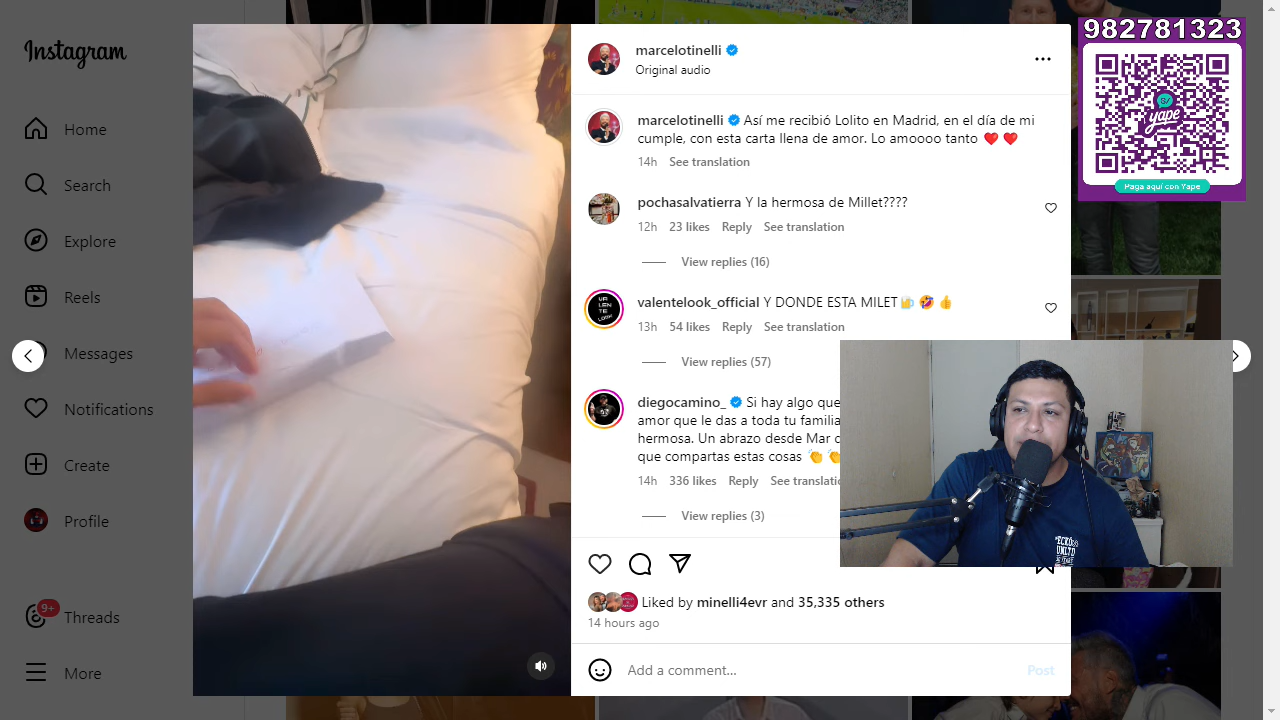 Instagram
Home
Search
Explore
Reels
Messages
Notifications
Create
Profile
9+
Threads
More
marcelotinelli
Original audio
marcelotinelli Así me recibió Lolito en Madrid, en el día de mi
cumple, con esta carta llena de amor. Lo amoooo tanto ❤️ ❤️
14h See translation
pochasalvatierra Y la hermosa de Millet????
12h 23 likes Reply See translation
View replies (16)
valentelook_official Y DONDE ESTA MILET🍻 🤣 👍
13h 54 likes Reply See translation
View replies (57)
diegocamino_ Si hay algo que
amor que le das a toda tu familia
hermosa. Un abrazo desde Mar
que compartas estas cosas 👏 👏
14h 336 likes Reply See
View replies (3)
Liked by minelli4evr and 35,335 others
14 hours ago
Add a comment...
Post
982781323
S/
yape
Paga aquí con Yape